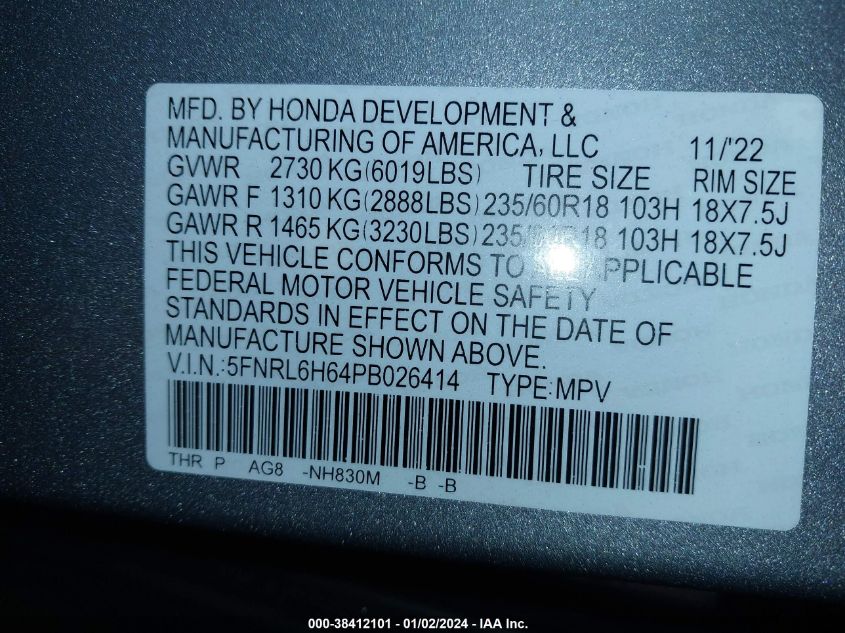 MFD. BY HONDA DEVELOPMENT &
MANUFACTURING OF AMERICA, LLC 11/'22
GVWR 2730 KG(6019LBS) TIRE SIZE RIM SIZE
GAWR F 1310 KG(2888LBS) 235/60R18 103H 18X7.5J
GAWR R 1465 KG(3230LBS) 235/ 18 103H 18X7.5J
THIS VEHICLE CONFORMS TO PPLICABLE
FEDERAL MOTOR VEHICLE SAFETY
STANDARDS IN EFFECT ON THE DATE OF
MANUFACTURE SHOWN ABOVE.
V.I.N.:5FNRL6H64PB026414 TYPE:MPV
THR P AG8 -NH830M -B -B
000-38412101 - 01/02/2024 - IAA Inc.